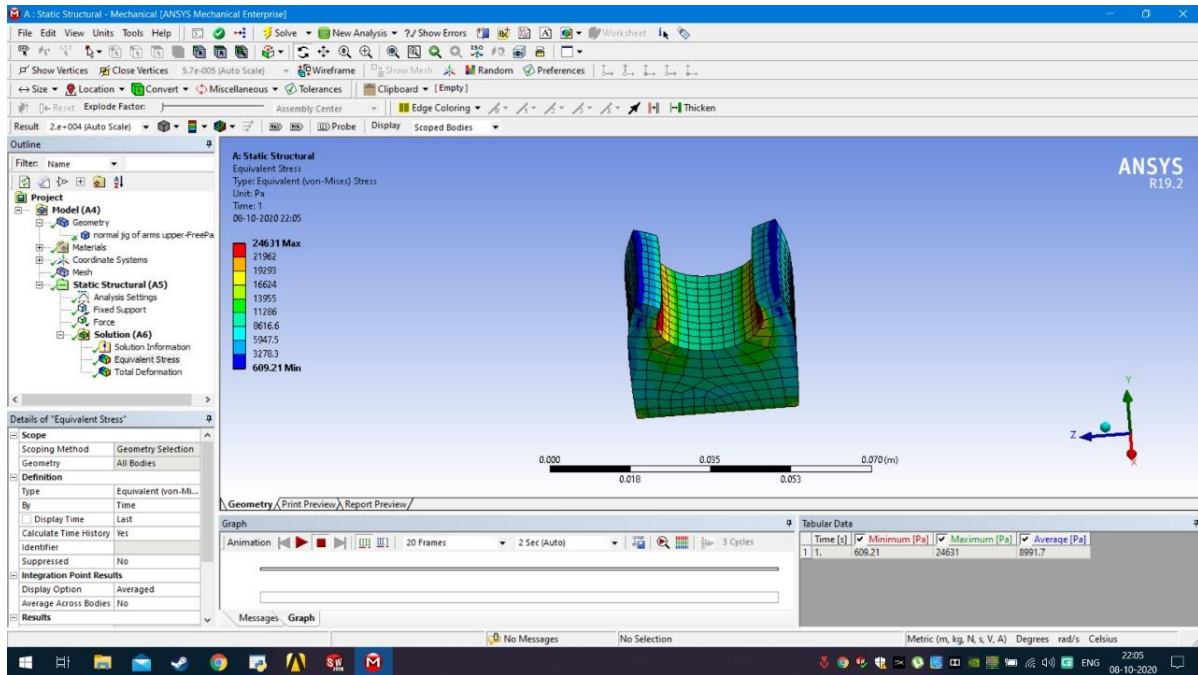 A : Static Structural - Mechanical [ANSYS Mechanical Enterprise]
File Edit View Units Tools Help Solve New Analysis ?/ Show Errors A Worksheet
Show Vertices Close Vertices 5.7e-005 (Auto Scale) Wireframe Show Mesh Random Preferences
Size Location Convert Miscellaneous Tolerances Clipboard [Empty]
Reset Explode Factor: Assembly Center Edge Coloring Thicken
Result 2.e+004 (Auto Scale) Probe Display Scoped Bodies
Outline
Filter: Name
Project
Model (A4)
Geometry
normal jig of arms upper-FreePa
Materials
Coordinate Systems
Mesh
Static Structural (A5)
Analysis Settings
Fixed Support
Force
Solution (A6)
Solution Information
Equivalent Stress
Total Deformation
A: Static Structural
Equivalent Stress
Type: Equivalent (von-Mises) Stress
Unit: Pa
Time: 1
08-10-2020 22:05
24631 Max
21962
19293
16624
13955
11286
8616.6
5947.5
3278.3
609.21 Min
ANSYS
R19.2
Y
Z
X
0.000 0.035 0.070 (m)
0.018 0.053
Details of "Equivalent Stress"
Scope
Scoping Method Geometry Selection
Geometry All Bodies
Definition
Type Equivalent (von-Mi...
By Time
Display Time Last
Calculate Time History Yes
Identifier
Suppressed No
Integration Point Results
Display Option Averaged
Average Across Bodies No
Results
Geometry Print Preview Report Preview
Graph
Animation 20 Frames 2 Sec (Auto) 3 Cycles
Messages Graph
Tabular Data
Time [s] Minimum [Pa] Maximum [Pa] Average [Pa]
1 1. 609.21 24631 8991.7
No Messages No Selection Metric (m, kg, N, s, V, A) Degrees rad/s Celsius
ENG 22:05
08-10-2020